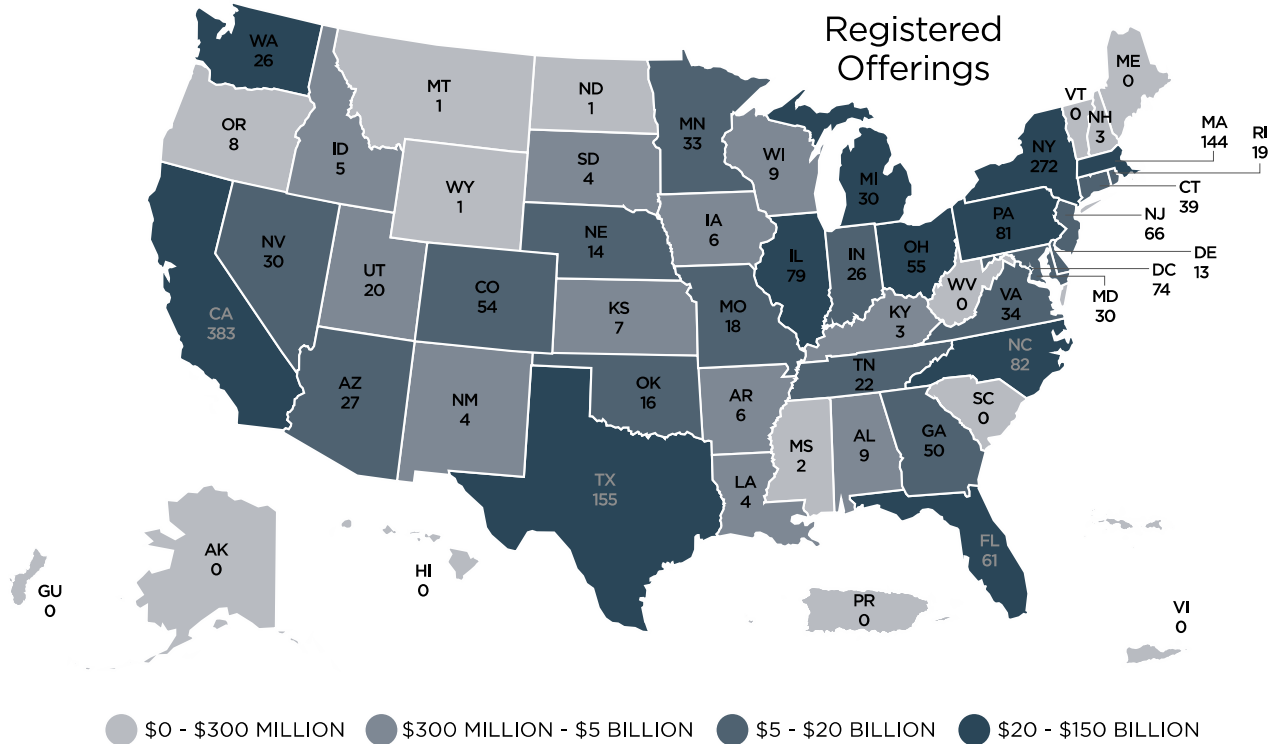 Registered
Offerings
WA
26
OR
8
CA
383
NV
30
ID
5
MT
1
WY
1
UT
20
AZ
27
CO
54
NM
4
ND
1
SD
4
NE
14
KS
7
OK
16
TX
155
MN
33
IA
6
MO
18
AR
6
LA
4
WI
9
IL
79
MI
30
IN
26
OH
55
KY
3
TN
22
MS
2
AL
9
GA
50
FL
61
SC
0
NC
82
VA
34
WV
0
PA
81
NY
272
VT
0
NH
3
ME
0
MA
144
RI
19
CT
39
NJ
66
DE
13
DC
74
MD
30
GU
0
AK
0
HI
0
PR
0
VI
0
$0 - $300 MILLION
$300 MILLION - $5 BILLION
$5 - $20 BILLION
$20 - $150 BILLION